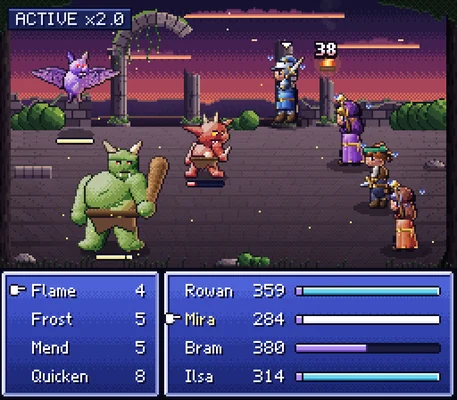 ACTIVE x2.0
38
Flame 4
Frost 5
Mend 5
Quicken 8
Rowan 359
Mira 284
Bram 380
Ilsa 314